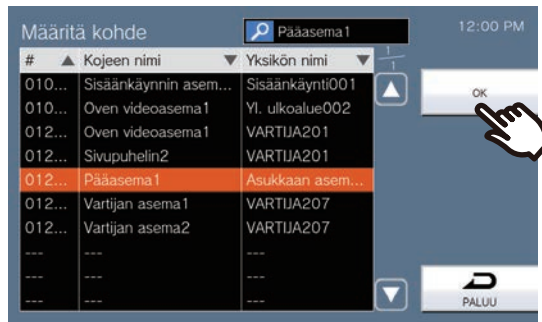 Määritä kohde Pääasema1 12:00 PM
# ▲ Kojeen nimi ▼ Yksikön nimi ▼ 1/1
010... Sisäänkäynnin asem... Sisäänkäynti001
010... Oven videoasema1 Yl. ulkoalue002
012... Oven videoasema1 VARTIJA201
012... Sivupuhelin2 VARTIJA201
012... Pääasema1 Asukkaan asem...
012... Vartijan asema1 VARTIJA207
012... Vartijan asema2 VARTIJA207
--- --- ---
--- --- ---
--- --- ---
OK
PALUU